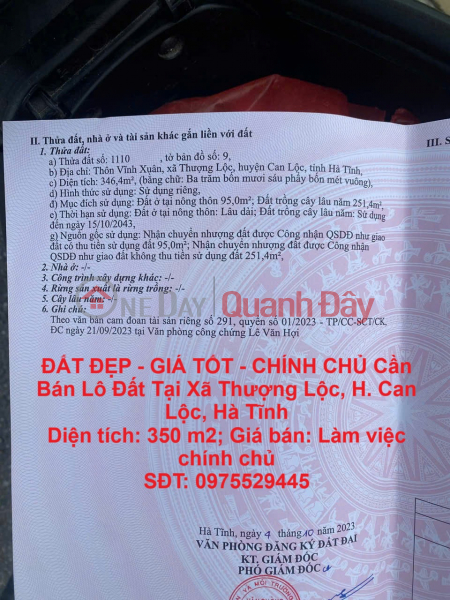 II. Thửa đất, nhà ở và tài sản khác gắn liền với đất
1. Thửa đất:
a) Thửa đất số: 1110 , tờ bản đồ số: 9,
b) Địa chỉ: Thôn Vĩnh Xuân, xã Thượng Lộc, huyện Can Lộc, tỉnh Hà Tĩnh,
c) Diện tích: 346,4m², (bằng chữ: Ba trăm bốn mươi sáu phẩy bốn mét vuông),
d) Hình thức sử dụng: Sử dụng riêng,
đ) Mục đích sử dụng: Đất ở tại nông thôn 95,0m²; Đất trồng cây lâu năm 251,4m²,
e) Thời hạn sử dụng: Đất ở tại nông thôn: Lâu dài; Đất trồng cây lâu năm: Sử dụng
đến ngày 15/10/2043,
g) Nguồn gốc sử dụng: Nhận chuyển nhượng đất được Công nhận QSDĐ như giao
đất có thu tiền sử dụng đất 95,0m²; Nhận chuyển nhượng đất được Công nhận
QSDĐ như giao đất không thu tiền sử dụng đất 251,4m²,
2. Nhà ở: -/-
3. Công trình xây dựng khác: -/-
4. Rừng sản xuất là rừng trồng: -/-
5. Cây lâu năm: -/-
6. Ghi chú:
Theo văn bản cam đoan tài sản riêng số 291, quyển số 01/2023 - TP/CC-SCT/CK,
ĐC ngày 21/09/2023 tại Văn phòng công chứng Lê Văn Hợi
III. S
ONEDAY Quanh Đây
ĐẤT ĐẸP - GIÁ TỐT - CHÍNH CHỦ Cần
Bán Lô Đất Tại Xã Thượng Lộc, H. Can
Lộc, Hà Tĩnh
Diện tích: 350 m2; Giá bán: Làm việc
chính chủ
SĐT: 0975529445
Hà Tĩnh, ngày 4 tháng 10 năm 2023
VĂN PHÒNG ĐĂNG KÝ ĐẤT ĐAI
KT. GIÁM ĐỐC
PHÓ GIÁM ĐỐC